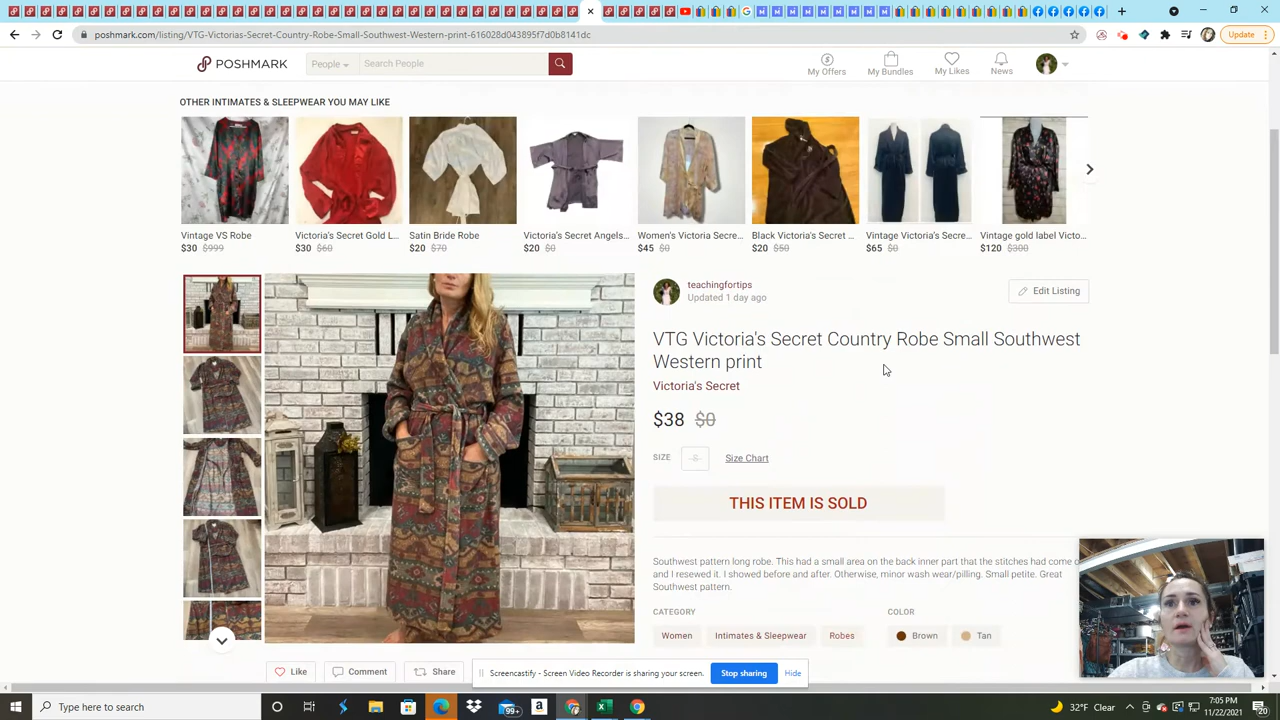 Update
poshmark.com/listing/VTG-Victorias-Secret-Country-Robe-Small-Southwest-Western-print-616028d043895f7d0b8141dc
POSHMARK
People
Search People
My Offers
My Bundles
My Likes
News
OTHER INTIMATES & SLEEPWEAR YOU MAY LIKE
Vintage VS Robe
$30 $999
Victoria's Secret Gold L...
$30 $60
Satin Bride Robe
$20 $70
Victoria's Secret Angels...
$20 $0
Women's Victoria Secre...
$45 $0
Black Victoria's Secret ...
$20 $50
Vintage Victoria's Secre...
$65 $0
Vintage gold label Victo...
$120 $300
teachingfortips
Updated 1 day ago
Edit Listing
VTG Victoria's Secret Country Robe Small Southwest
Western print
Victoria's Secret
$38 $0
SIZE
S
Size Chart
THIS ITEM IS SOLD
Southwest pattern long robe. This had a small area on the back inner part that the stitches had come
and I resewed it. I showed before and after. Otherwise, minor wash wear/pilling. Small petite. Great
Southwest pattern.
CATEGORY
Women
Intimates & Sleepwear
Robes
COLOR
Brown
Tan
Like
Comment
Share
Screencastify - Screen Video Recorder is sharing your screen.
Stop sharing
Hide
Type here to search
99+
32°F Clear
7:05 PM
11/22/2021
20